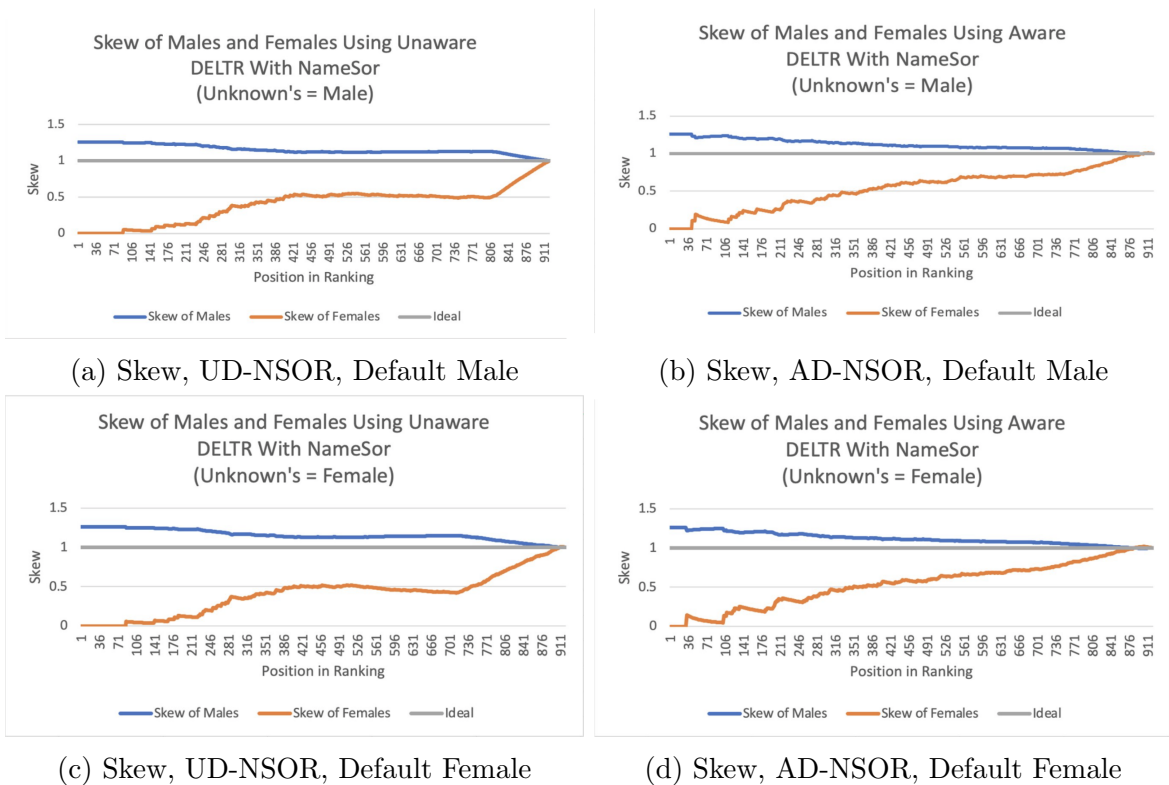 Skew of Males and Females Using Unaware
DELTR With NameSor
(Unknown's = Male)
1.5
1
0.5
0
Skew
1 36 71 106 141 176 211 246 281 316 351 386 421 456 491 526 561 596 631 666 701 736 771 806 841 876 911
Position in Ranking
Skew of Males Skew of Females Ideal
(a) Skew, UD-NSOR, Default Male
Skew of Males and Females Using Aware
DELTR With NameSor
(Unknown's = Male)
1.5
1
0.5
0
Skew
1 36 71 106 141 176 211 246 281 316 351 386 421 456 491 526 561 596 631 666 701 736 771 806 841 876 911
Position in Ranking
Skew of Males Skew of Females Ideal
(b) Skew, AD-NSOR, Default Male
Skew of Males and Females Using Unaware
DELTR With NameSor
(Unknown's = Female)
1.5
1
0.5
0
Skew
1 36 71 106 141 176 211 246 281 316 351 386 421 456 491 526 561 596 631 666 701 736 771 806 841 876 911
Position in Ranking
Skew of Males Skew of Females Ideal
(c) Skew, UD-NSOR, Default Female
Skew of Males and Females Using Aware
DELTR With NameSor
(Unknown's = Female)
1.5
1
0.5
0
Skew
1 36 71 106 141 176 211 246 281 316 351 386 421 456 491 526 561 596 631 666 701 736 771 806 841 876 911
Position in Ranking
Skew of Males Skew of Females Ideal
(d) Skew, AD-NSOR, Default Female